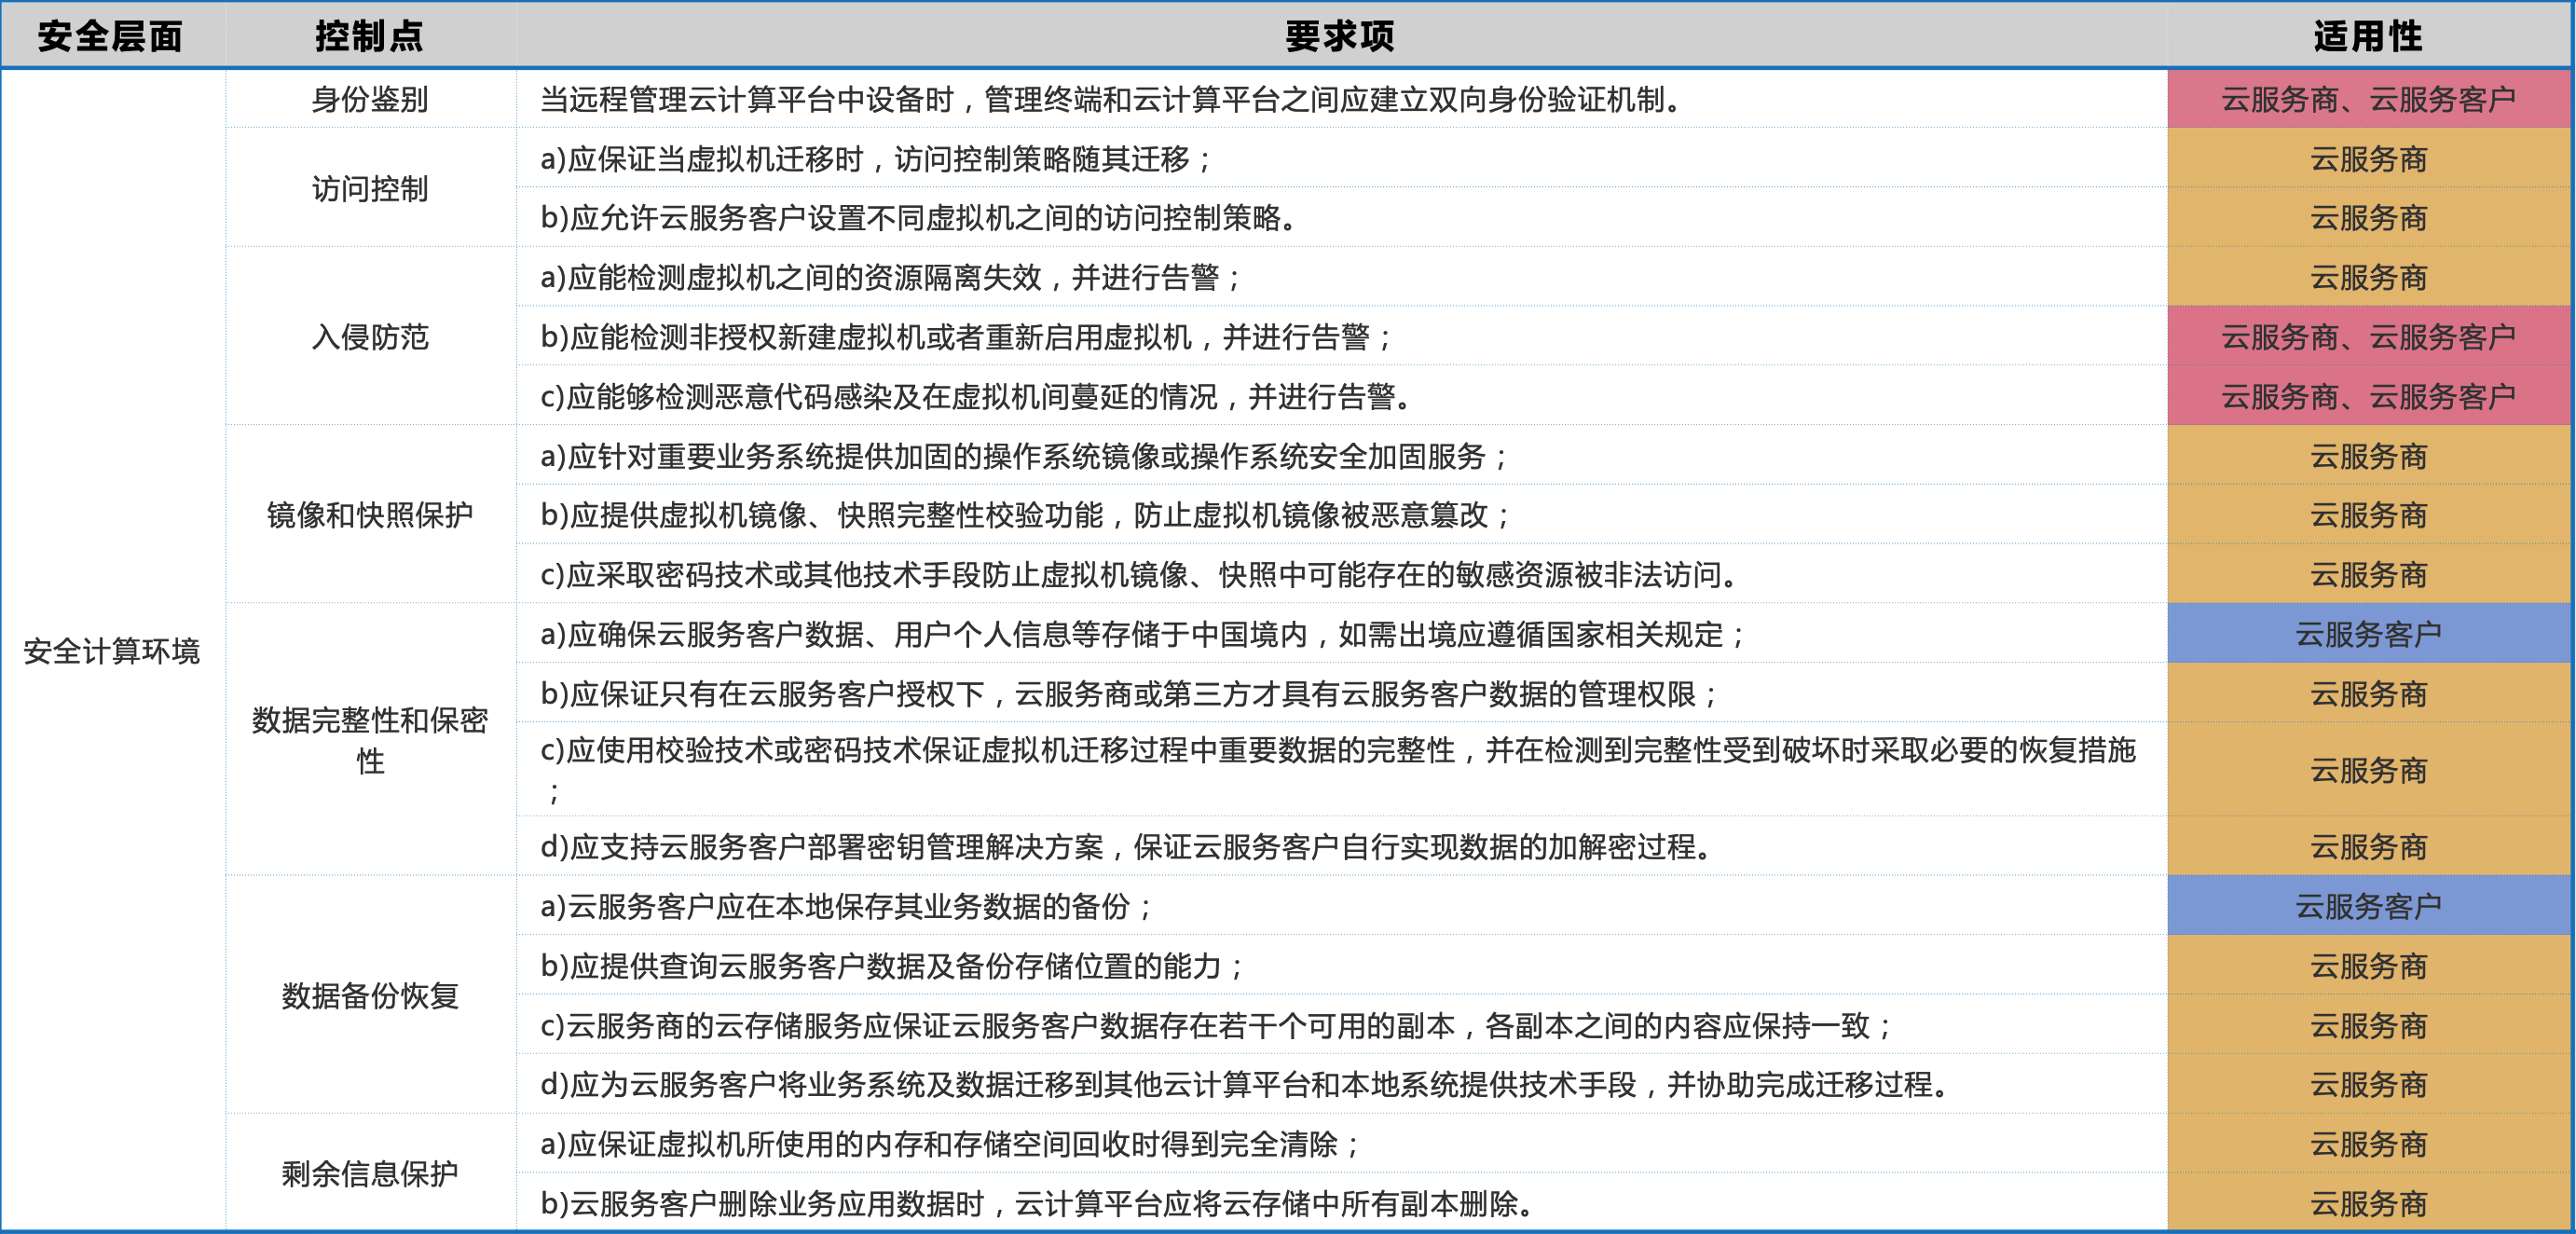 安全层面 控制点 要求项 适用性
身份鉴别 当远程管理云计算平台中设备时，管理终端和云计算平台之间应建立双向身份验证机制。 云服务商、云服务客户
a)应保证当虚拟机迁移时，访问控制策略随其迁移； 云服务商
访问控制
b)应允许云服务客户设置不同虚拟机之间的访问控制策略。 云服务商
a)应能检测虚拟机之间的资源隔离失效，并进行告警； 云服务商
入侵防范 b)应能检测非授权新建虚拟机或者重新启用虚拟机，并进行告警； 云服务商、云服务客户
c)应能够检测恶意代码感染及在虚拟机间蔓延的情况，并进行告警。 云服务商、云服务客户
a)应针对重要业务系统提供加固的操作系统镜像或操作系统安全加固服务； 云服务商
镜像和快照保护 b)应提供虚拟机镜像、快照完整性校验功能，防止虚拟机镜像被恶意篡改； 云服务商
c)应采取密码技术或其他技术手段防止虚拟机镜像、快照中可能存在的敏感资源被非法访问。 云服务商
安全计算环境 a)应确保云服务客户数据、用户个人信息等存储于中国境内，如需出境应遵循国家相关规定； 云服务客户
b)应保证只有在云服务客户授权下，云服务商或第三方才具有云服务客户数据的管理权限； 云服务商
数据完整性和保密
性
c)应使用校验技术或密码技术保证虚拟机迁移过程中重要数据的完整性，并在检测到完整性受到破坏时采取必要的恢复措施
； 云服务商
d)应支持云服务客户部署密钥管理解决方案，保证云服务客户自行实现数据的加解密过程。 云服务商
a)云服务客户应在本地保存其业务数据的备份； 云服务客户
b)应提供查询云服务客户数据及备份存储位置的能力； 云服务商
数据备份恢复
c)云服务商的云存储服务应保证云服务客户数据存在若干个可用的副本，各副本之间的内容应保持一致； 云服务商
d)应为云服务客户将业务系统及数据迁移到其他云计算平台和本地系统提供技术手段，并协助完成迁移过程。 云服务商
a)应保证虚拟机所使用的内存和存储空间回收时得到完全清除； 云服务商
剩余信息保护
b)云服务客户删除业务应用数据时，云计算平台应将云存储中所有副本删除。 云服务商